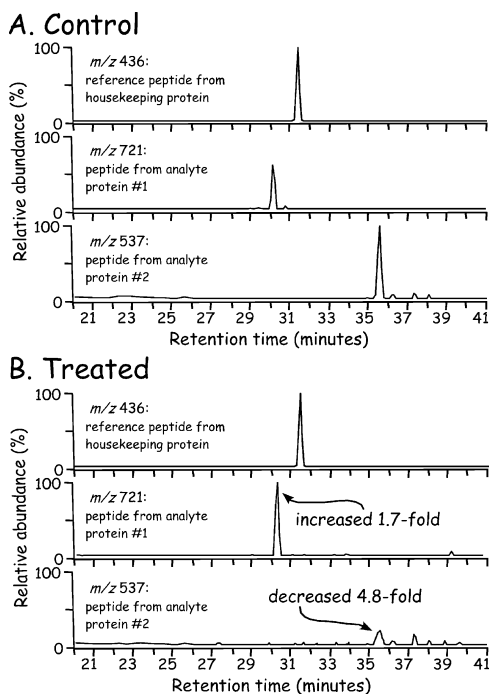 A. Control
Relative abundance (%)
100
0
m/z 436:
reference peptide from
housekeeping protein
100
0
m/z 721:
peptide from analyte
protein #1
100
0
m/z 537:
peptide from analyte
protein #2
21 23 25 27 29 31 33 35 37 39 41
Retention time (minutes)
B. Treated
Relative abundance (%)
100
0
m/z 436:
reference peptide from
housekeeping protein
100
0
m/z 721:
peptide from analyte
protein #1
increased 1.7-fold
100
0
m/z 537:
peptide from analyte
protein #2
decreased 4.8-fold
21 23 25 27 29 31 33 35 37 39 41
Retention time (minutes)